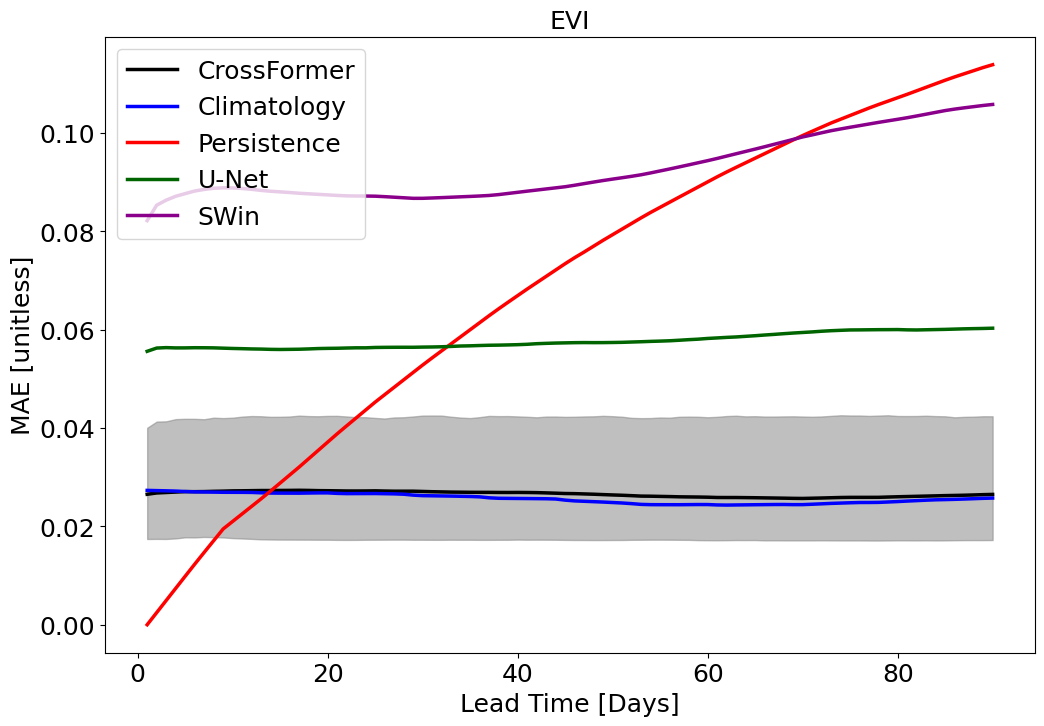 EVI
CrossFormer
Climatology
Persistence
U-Net
SWin
MAE [unitless]
0.10
0.08
0.06
0.04
0.02
0.00
0 20 40 60 80
Lead Time [Days]